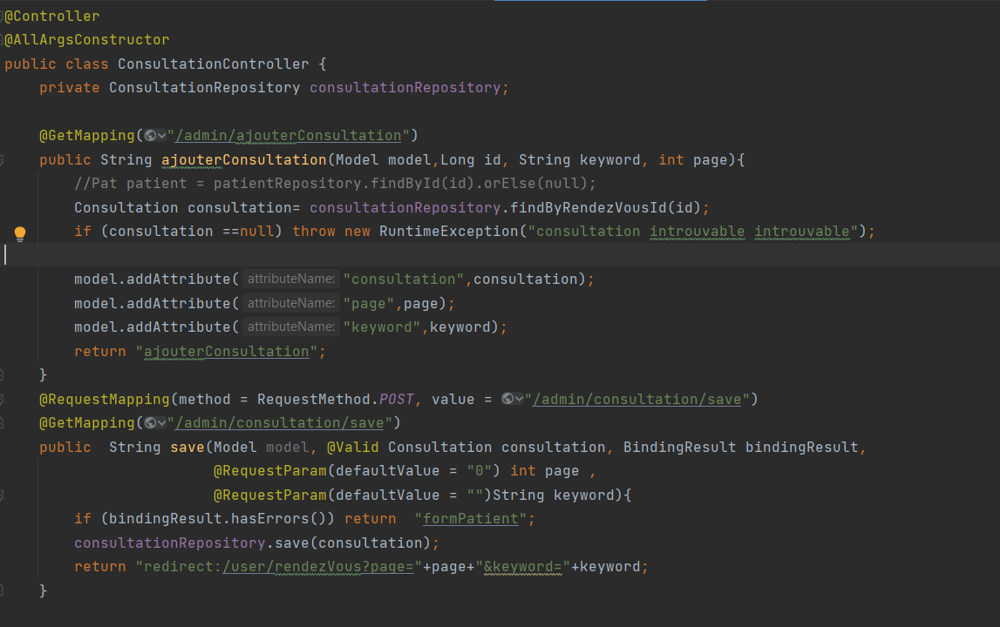 @Controller
@AllArgsConstructor
public class ConsultationController {
    private ConsultationRepository consultationRepository;
    @GetMapping("/admin/ajouterConsultation")
    public String ajouterConsultation(Model model,Long id, String keyword, int page){
        //Pat patient = patientRepository.findById(id).orElse(null);
        Consultation consultation= consultationRepository.findByRendezVousId(id);
        if (consultation ==null) throw new RuntimeException("consultation introuvable introuvable");
        model.addAttribute( attributeName: "consultation",consultation);
        model.addAttribute( attributeName: "page",page);
        model.addAttribute( attributeName: "keyword",keyword);
        return "ajouterConsultation";
    }
    @RequestMapping(method = RequestMethod.POST, value = "/admin/consultation/save")
    @GetMapping("/admin/consultation/save")
    public  String save(Model model, @Valid Consultation consultation, BindingResult bindingResult,
                        @RequestParam(defaultValue = "0") int page ,
                        @RequestParam(defaultValue = "")String keyword){
        if (bindingResult.hasErrors()) return  "formPatient";
        consultationRepository.save(consultation);
        return "redirect:/user/rendezVous?page="+page+"&keyword="+keyword;
    }